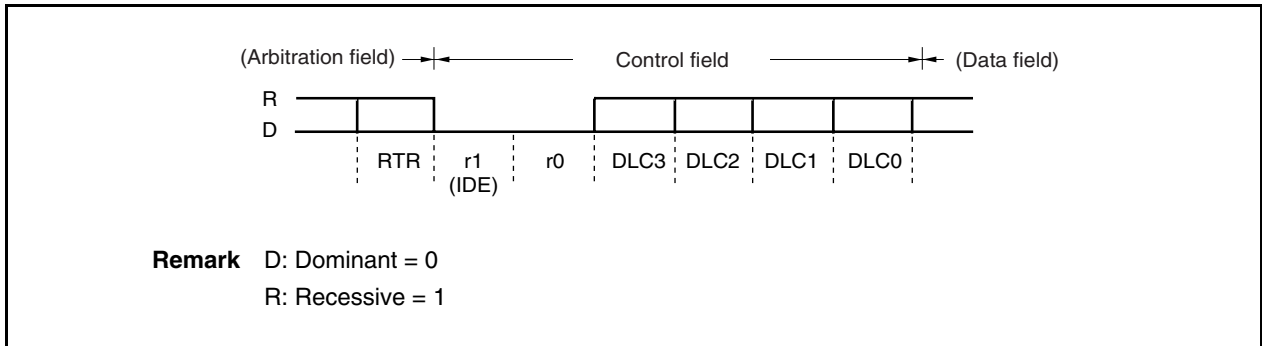 (Arbitration field) Control field (Data field)
R
D
RTR r1 r0 DLC3 DLC2 DLC1 DLC0
(IDE)
Remark D: Dominant = 0
R: Recessive = 1